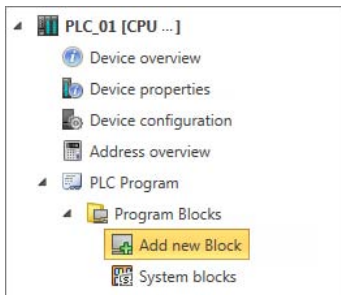 PLC_01 [CPU ...]
Device overview
Device properties
Device configuration
Address overview
PLC Program
Program Blocks
Add new Block
System blocks